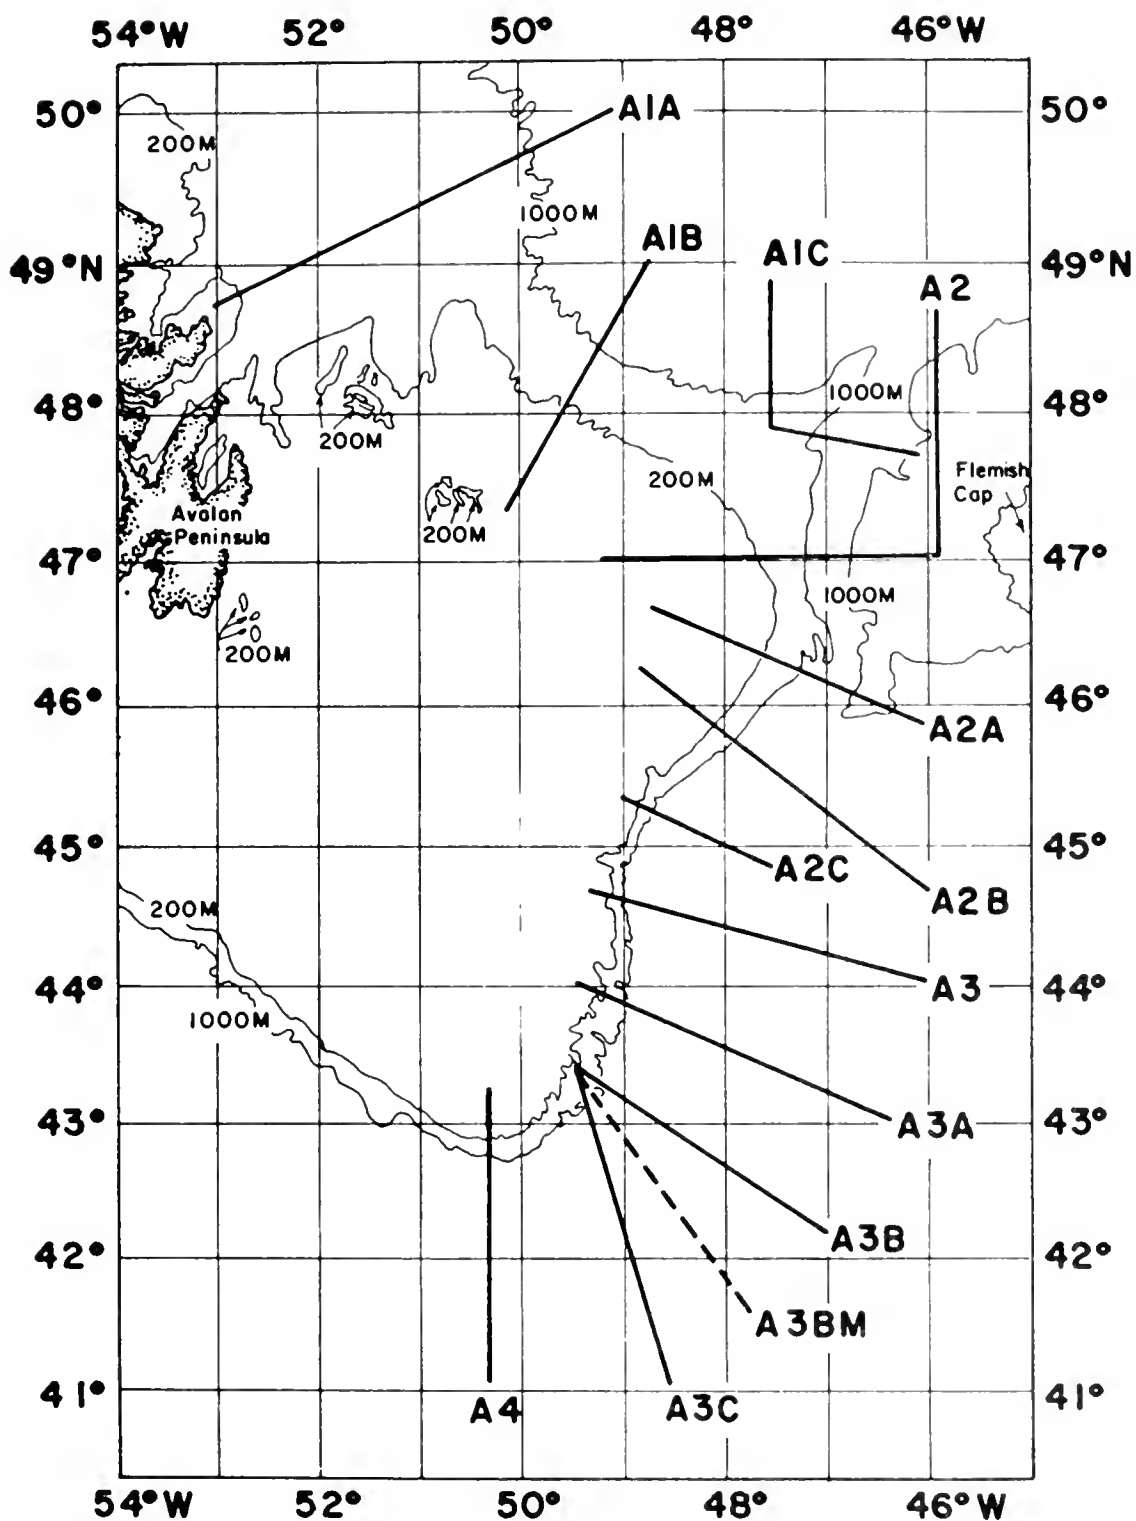 54°W 52° 50° 48° 46°W
50° A1A 50°
200M
1000M
A1B
A1C
49°N 49°N
A2
1000M
48° 48°
200M
200M
Flemish
Cap
Avalon
Peninsula
200M
47° 47°
1000M
200M
46° 46°
A2A
45° 45°
A2C
A2B
200M
44° A3 44°
1000M
43° A3A 43°
42° A3B 42°
A3BM
41° 41°
A4 A3C
54°W 52° 50° 48° 46°W